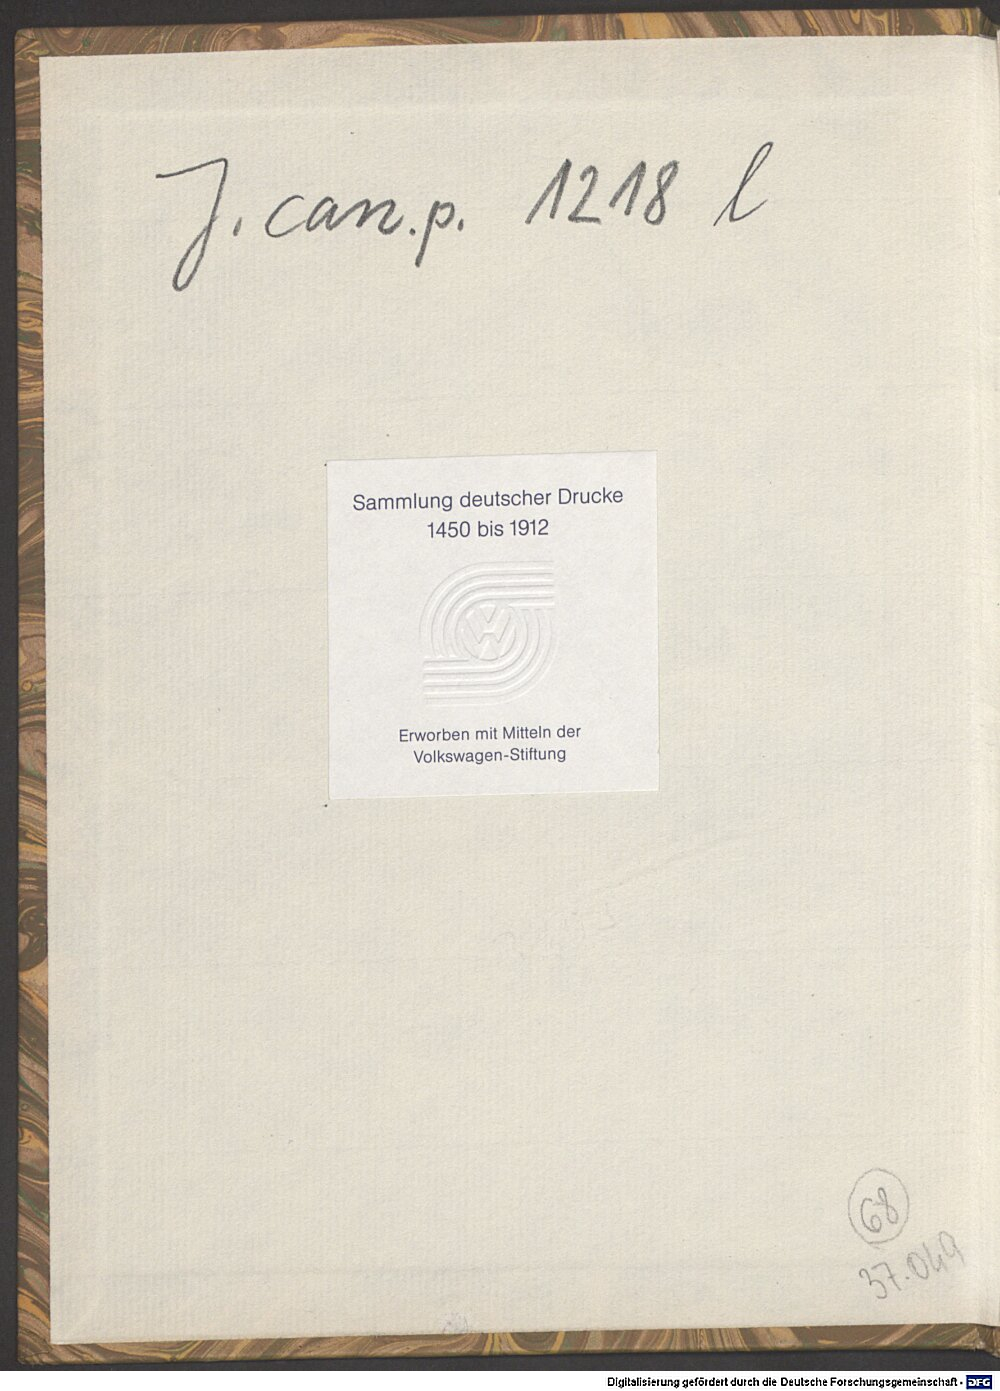 J. can. p. 1218 l
Sammlung deutscher Drucke
1450 bis 1912
VW
Erworben mit Mitteln der
Volkswagen-Stiftung
68
37.049
Digitalisierung gefördert durch die Deutsche Forschungsgemeinschaft - DFG